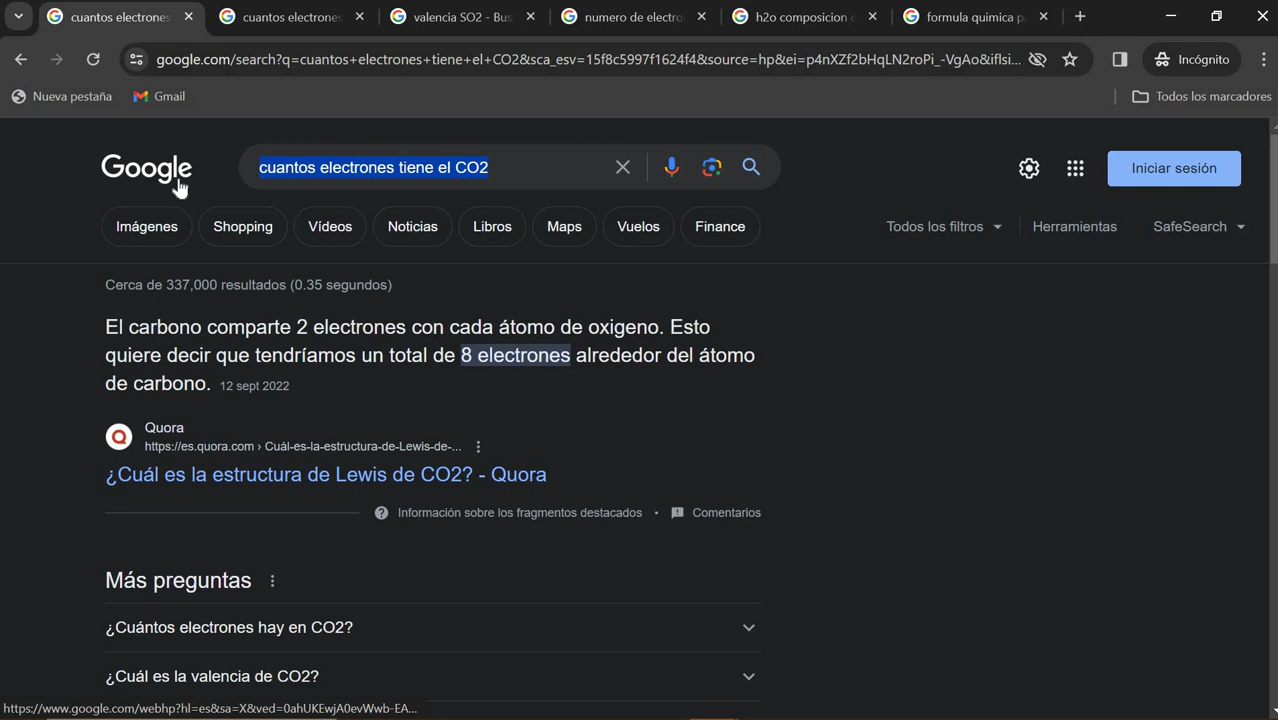 cuantos electrones
cuantos electrones
valencia SO2 - Bus
numero de electro
h2o composicion c
formula quimica p
google.com/search?q=cuantos+electrones+tiene+el+CO2&sca_esv=15f8c5997f1624f4&source=hp&ei=p4nXZf2bHqLN2roPi_-VgAo&iflsi...
Incógnito
Nueva pestaña
Gmail
Todos los marcadores
Google
cuantos electrones tiene el CO2
Iniciar sesión
Imágenes
Shopping
Vídeos
Noticias
Libros
Maps
Vuelos
Finance
Todos los filtros
Herramientas
SafeSearch
Cerca de 337,000 resultados (0.35 segundos)
El carbono comparte 2 electrones con cada átomo de oxigeno. Esto
quiere decir que tendríamos un total de 8 electrones alrededor del átomo
de carbono. 12 sept 2022
Quora
https://es.quora.com › Cuál-es-la-estructura-de-Lewis-de-...
¿Cuál es la estructura de Lewis de CO2? - Quora
Información sobre los fragmentos destacados • Comentarios
Más preguntas
¿Cuántos electrones hay en CO2?
¿Cuál es la valencia de CO2?
https://www.google.com/webhp?hl=es&sa=X&ved=0ahUKEwjA0evWwb-EA...